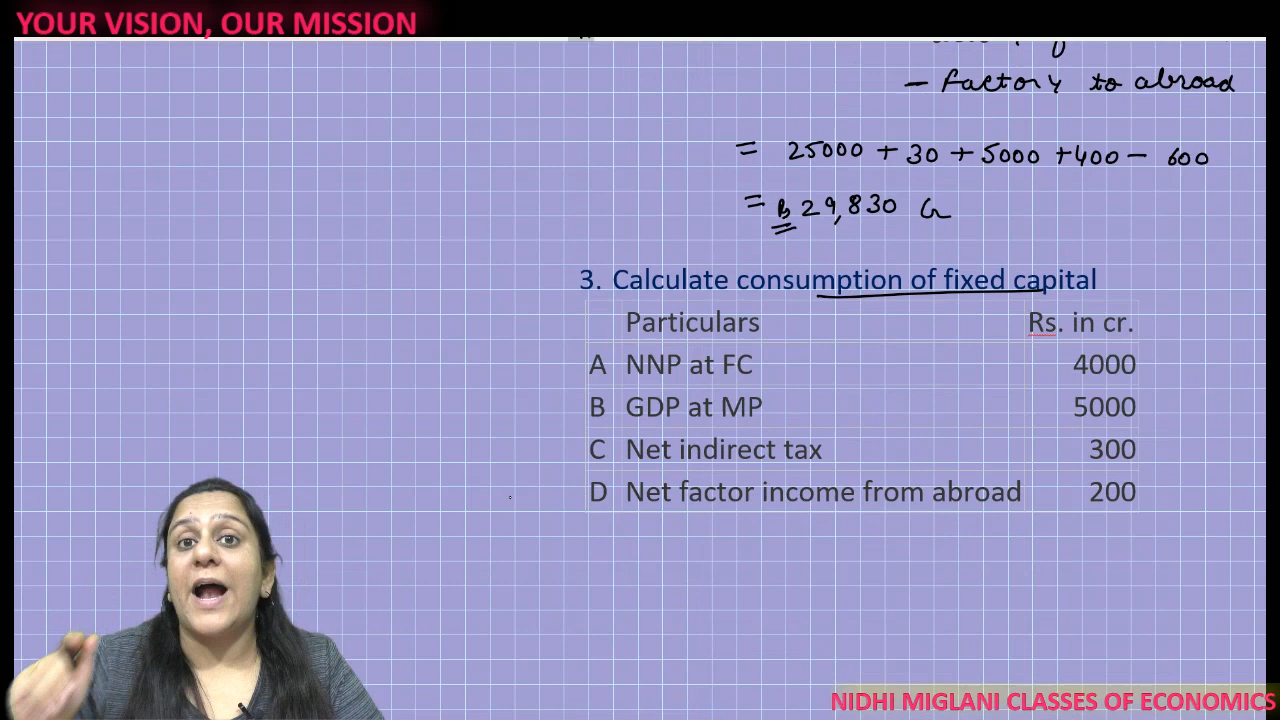 YOUR VISION, OUR MISSION
- factory to abroad
= 25000 + 30 + 5000 + 400 - 600
= 29,830
3. Calculate consumption of fixed capital
Particulars Rs. in cr.
A NNP at FC 4000
B GDP at MP 5000
C Net indirect tax 300
D Net factor income from abroad 200
NIDHI MIGLANI CLASSES OF ECONOMICS